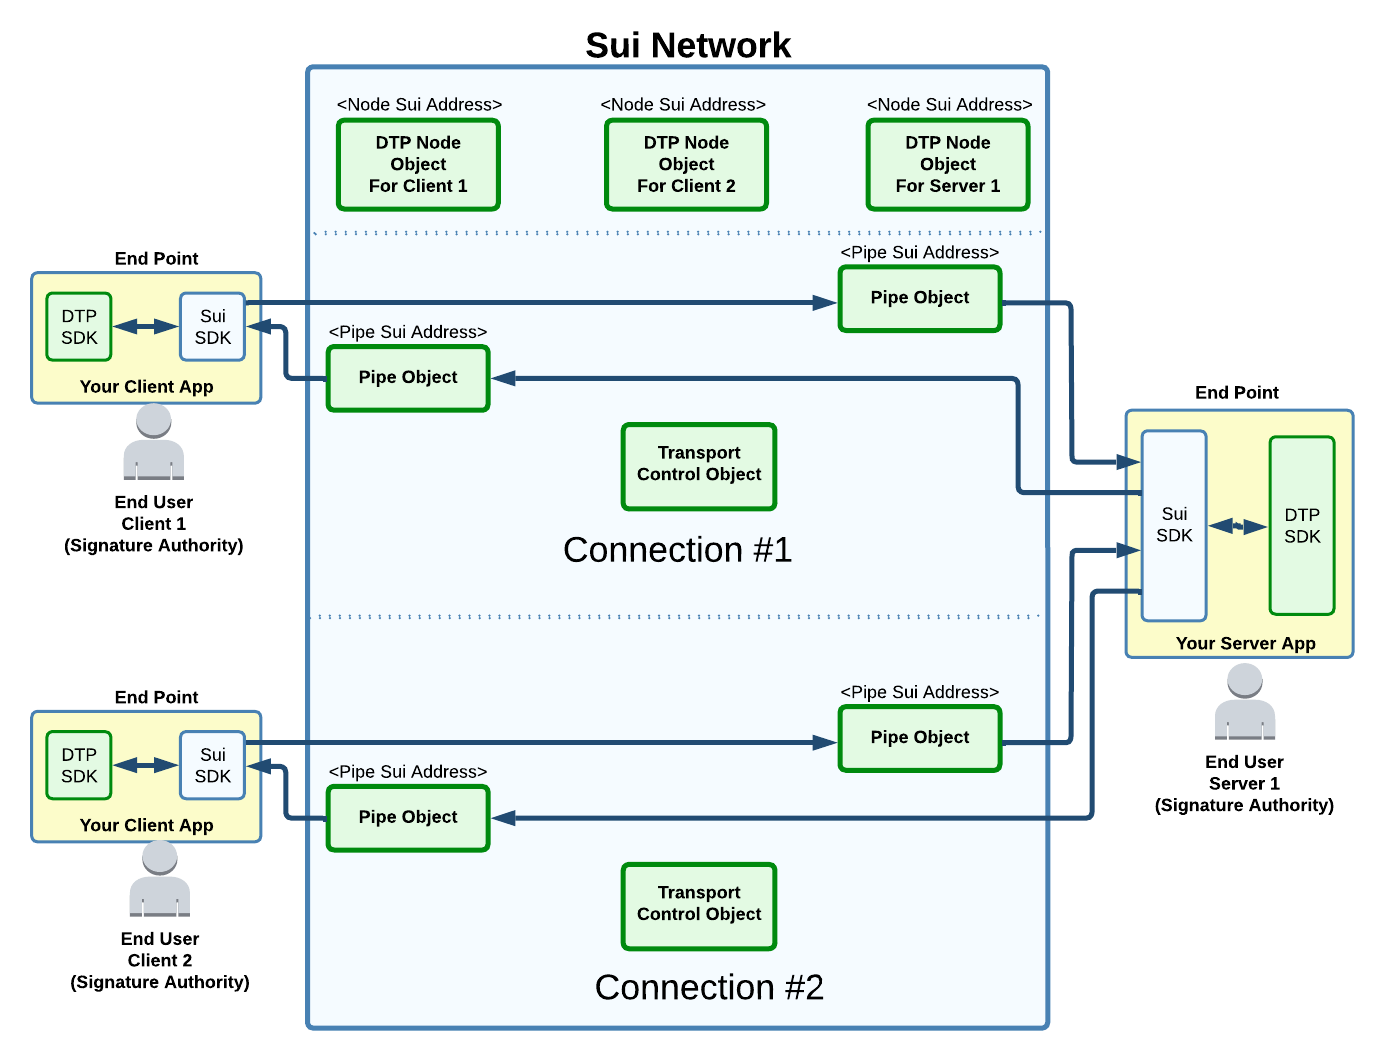 Sui Network
<Node Sui Address>
<Node Sui Address>
<Node Sui Address>
DTP Node
Object
For Client 1
DTP Node
Object
For Client 2
DTP Node
Object
For Server 1
End Point
DTP
SDK
Sui
SDK
Your Client App
End User
Client 1
(Signature Authority)
<Pipe Sui Address>
Pipe Object
<Pipe Sui Address>
Pipe Object
Transport
Control Object
Connection #1
End Point
Sui
SDK
DTP
SDK
Your Server App
End User
Server 1
(Signature Authority)
End Point
DTP
SDK
Sui
SDK
Your Client App
End User
Client 2
(Signature Authority)
<Pipe Sui Address>
Pipe Object
<Pipe Sui Address>
Pipe Object
Transport
Control Object
Connection #2